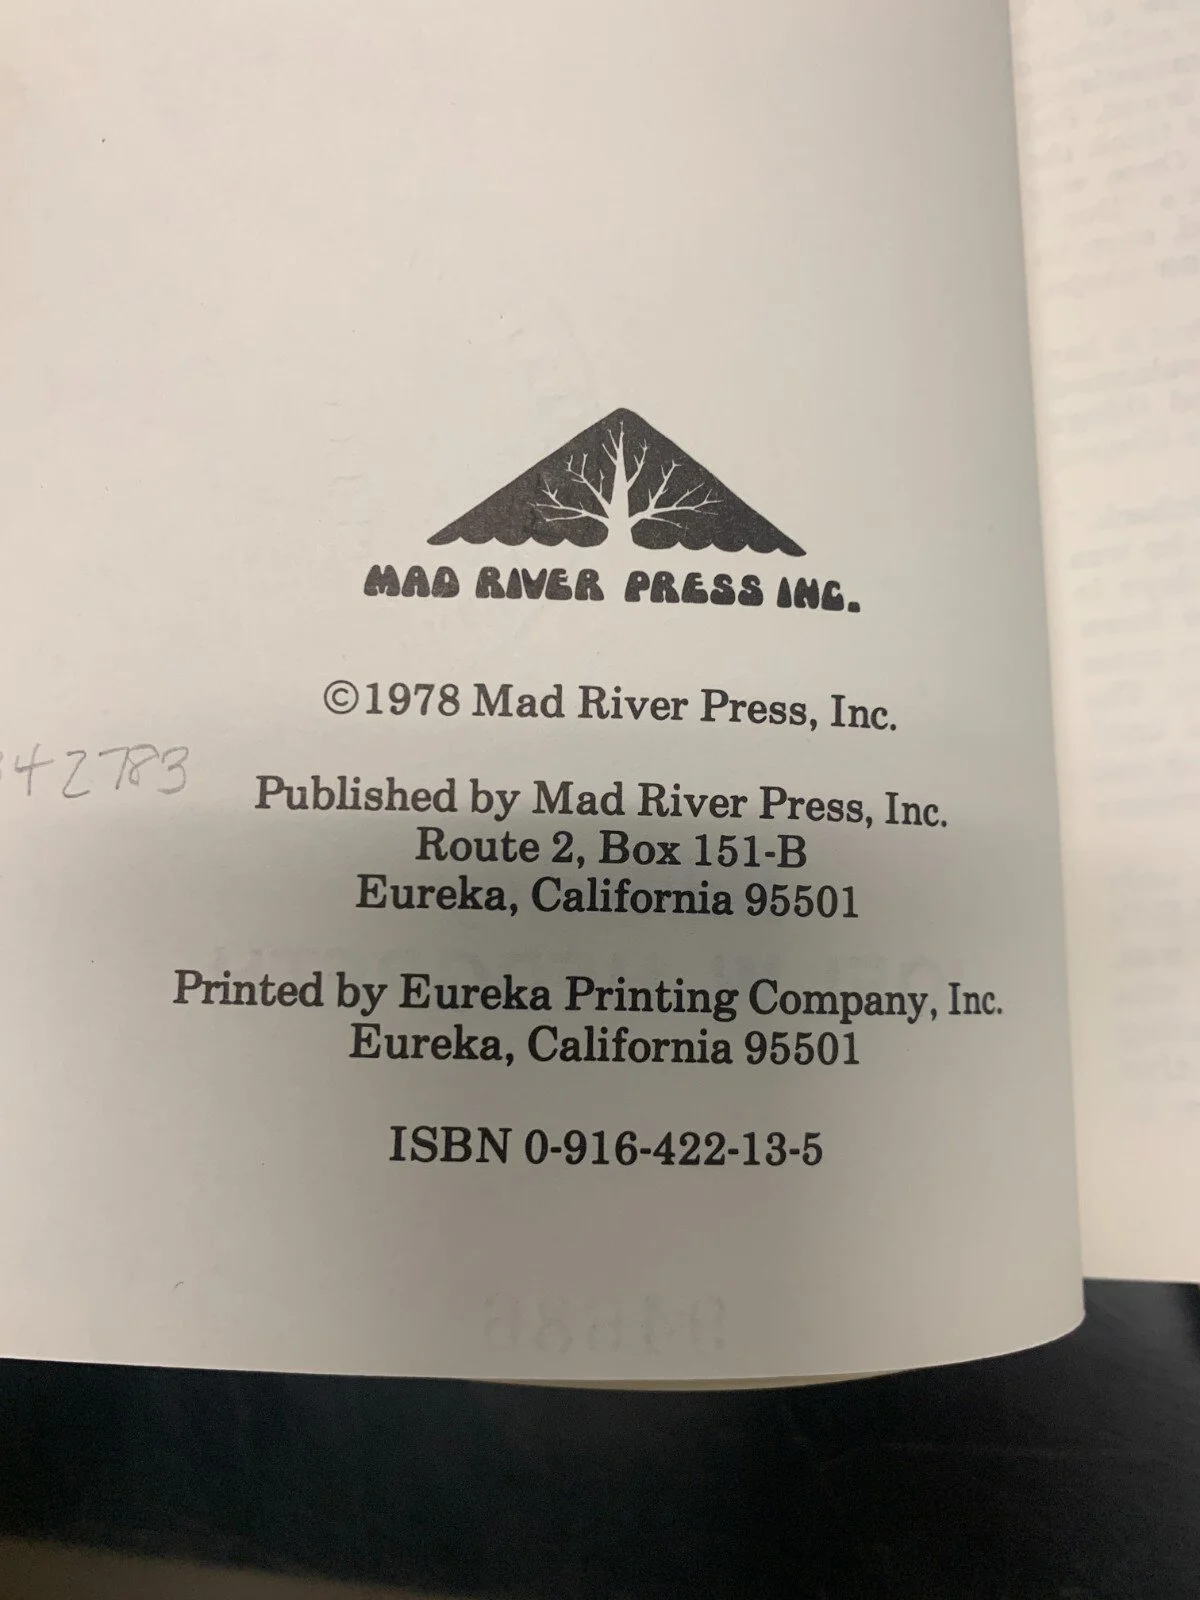 MAD RIVER PRESS INC.
©1978 Mad River Press, Inc.
42783
Published by Mad River Press, Inc.
Route 2, Box 151-B
Eureka, California 95501
Printed by Eureka Printing Company, Inc.
Eureka, California 95501
ISBN 0-916-422-13-5